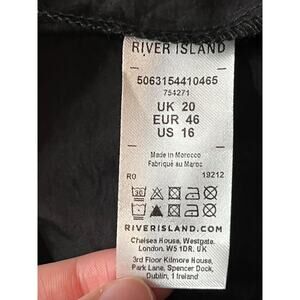 RIVER ISLAND
5063154410465
754271
UK 20
EUR 46
US 16
Made in Morocco
Fabriqué au Maroc
R0 19212
30
RIVERISLAND.COM
Chelsea House, Westgate,
London. W5 1DR. UK
3rd Floor Kilmore House,
Park Lane, Spencer Dock,
Dublin, 1 Ireland